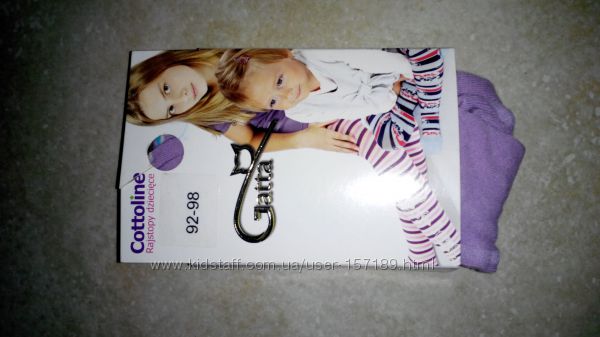 Cottoline
Rajstopy dziecięce
92-98
Gatta
www.kidstaff.com.ua/user-157189.html